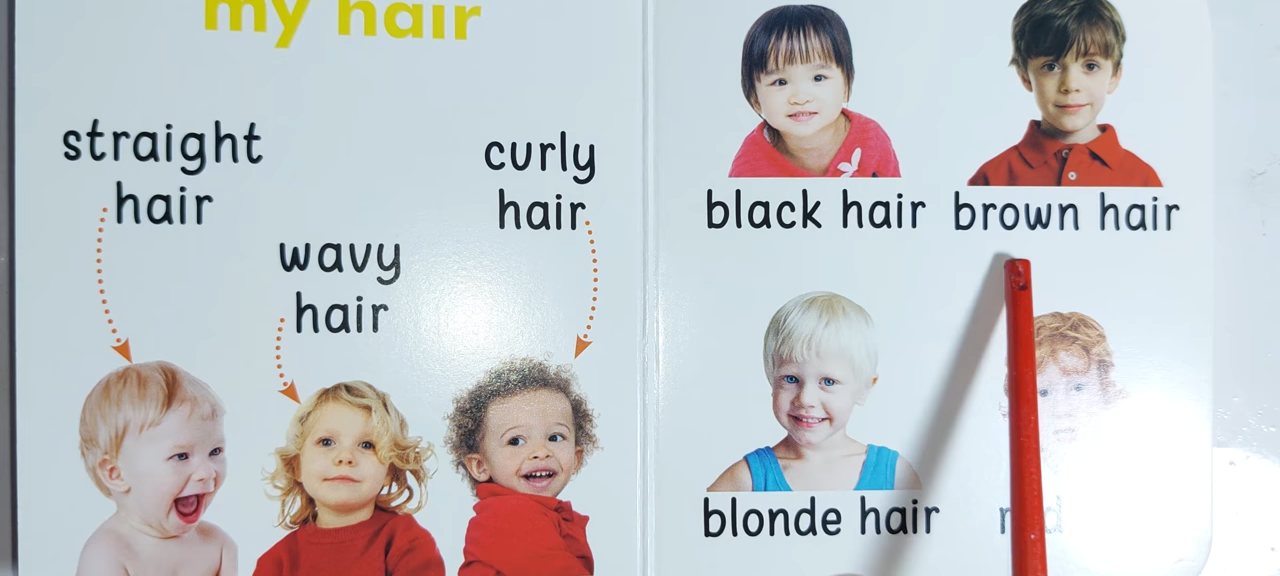 my hair
straight
hair
wavy
hair
curly
hair
black hair
brown hair
blonde hair